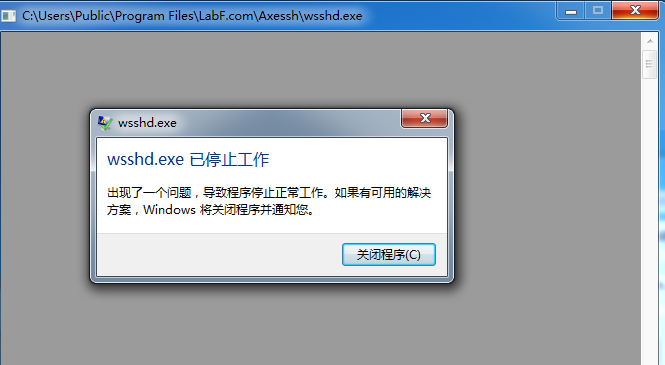 C:\Users\Public\Program Files\LabF.com\Axessh\wsshd.exe
wsshd.exe
wsshd.exe 已停止工作
出现了一个问题，导致程序停止正常工作。如果有可用的解决
方案，Windows 将关闭程序并通知您。
关闭程序(C)